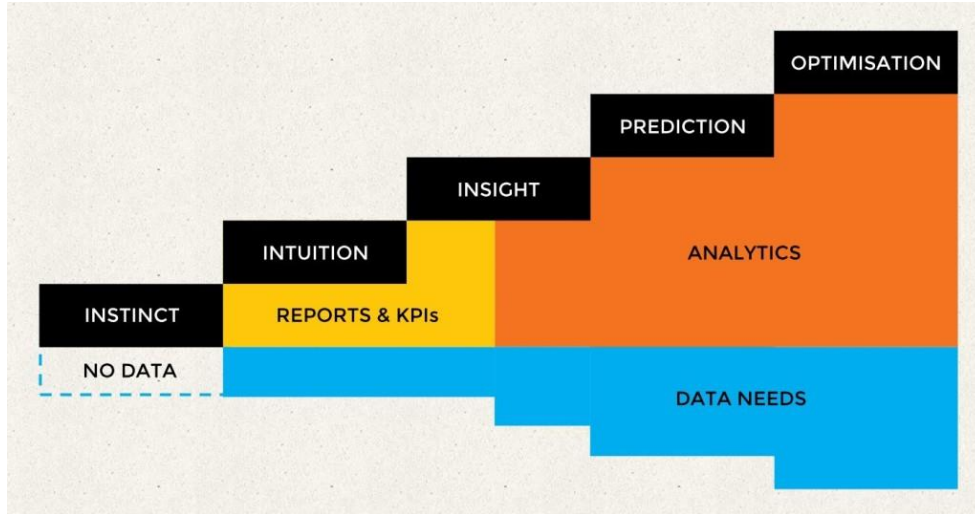 OPTIMISATION
PREDICTION
INSIGHT
INTUITION
ANALYTICS
INSTINCT
REPORTS & KPIs
NO DATA
DATA NEEDS